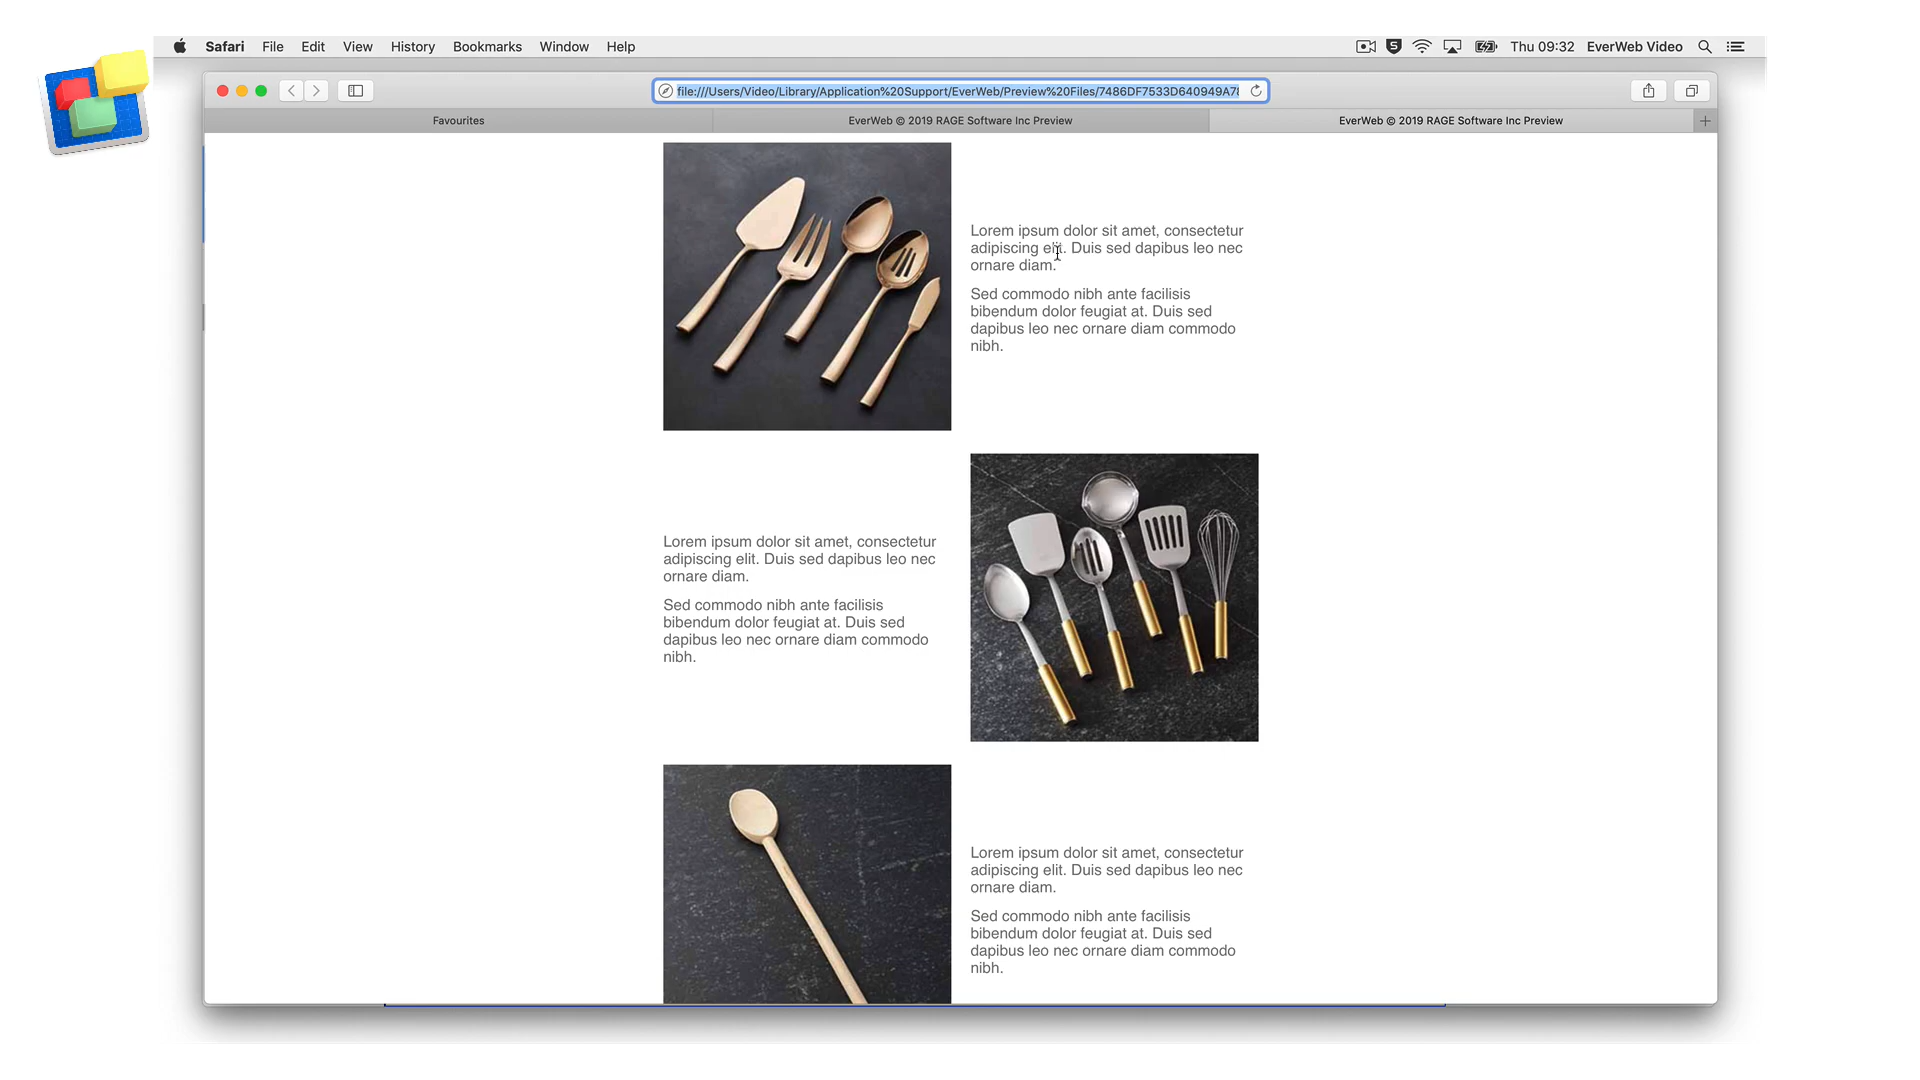 Safari File Edit View History Bookmarks Window Help
Thu 09:32 EverWeb Video
file:///Users/Video/Library/Application%20Support/EverWeb/Preview%20Files/7486DF7533D640949A78
Favourites
EverWeb © 2019 RAGE Software Inc Preview
EverWeb © 2019 RAGE Software Inc Preview
Lorem ipsum dolor sit amet, consectetur
adipiscing elit. Duis sed dapibus leo nec
ornare diam.
Sed commodo nibh ante facilisis
bibendum dolor feugiat at. Duis sed
dapibus leo nec ornare diam commodo
nibh.
Lorem ipsum dolor sit amet, consectetur
adipiscing elit. Duis sed dapibus leo nec
ornare diam.
Sed commodo nibh ante facilisis
bibendum dolor feugiat at. Duis sed
dapibus leo nec ornare diam commodo
nibh.
Lorem ipsum dolor sit amet, consectetur
adipiscing elit. Duis sed dapibus leo nec
ornare diam.
Sed commodo nibh ante facilisis
bibendum dolor feugiat at. Duis sed
dapibus leo nec ornare diam commodo
nibh.